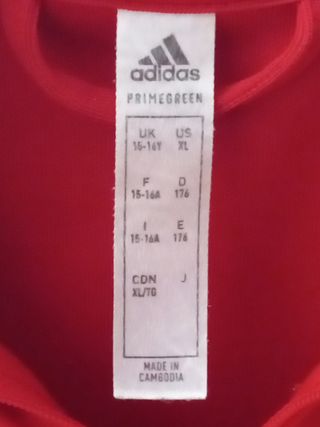 adidas
PRIMEGREEN
UK US
15-16Y XL
F D
15-16A 176
I E
15-16A 176
CDN J
XL/TG
MADE IN
CAMBODIA